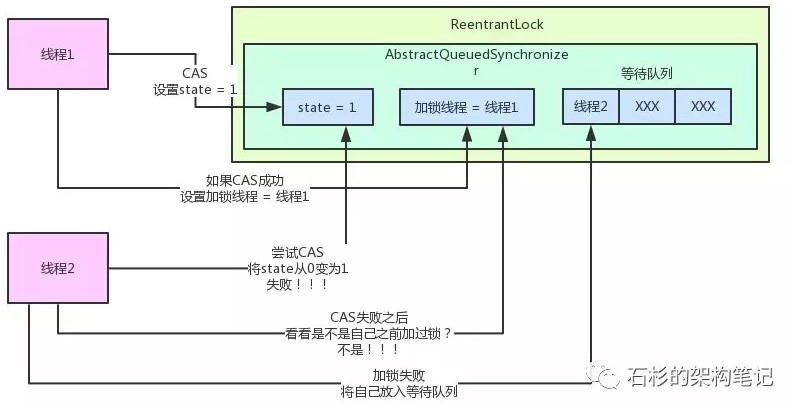 ReentrantLock
AbstractQueuedSynchronize
r
等待队列
线程1
CAS
设置state = 1
state = 1
加锁线程 = 线程1
线程2
XXX
XXX
如果CAS成功
设置加锁线程 = 线程1
线程2
尝试CAS
将state从0变为1
失败！！！
CAS失败之后
看看是不是自己之前加过锁？
不是！！！
加锁失败
将自己放入等待队列
石杉的架构笔记